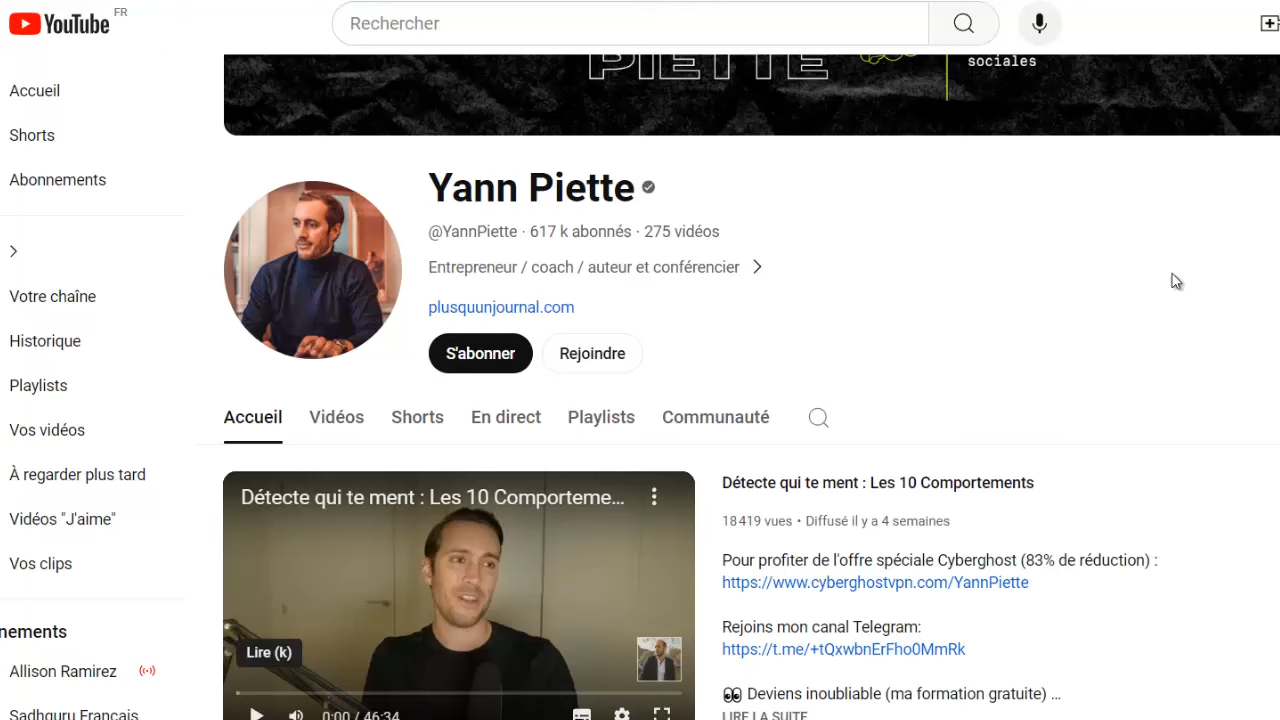 YouTube FR
Rechercher
PIETTE
sociales
Accueil
Shorts
Abonnements
Votre chaîne
Historique
Playlists
Vos vidéos
À regarder plus tard
Vidéos "J'aime"
Vos clips
nements
Allison Ramirez
Sadhguru Français
Yann Piette
@YannPiette · 617 k abonnés · 275 vidéos
Entrepreneur / coach / auteur et conférencier
plusquunjournal.com
S'abonner Rejoindre
Accueil Vidéos Shorts En direct Playlists Communauté
Détecte qui te ment : Les 10 Comporteme...
Lire (k)
0:00 / 46:34
Détecte qui te ment : Les 10 Comportements
18 419 vues • Diffusé il y a 4 semaines
Pour profiter de l'offre spéciale Cyberghost (83% de réduction) :
https://www.cyberghostvpn.com/YannPiette
Rejoins mon canal Telegram:
https://t.me/+tQxwbnErFho0MmRk
👀 Deviens inoubliable (ma formation gratuite) ...
LIRE LA SUITE